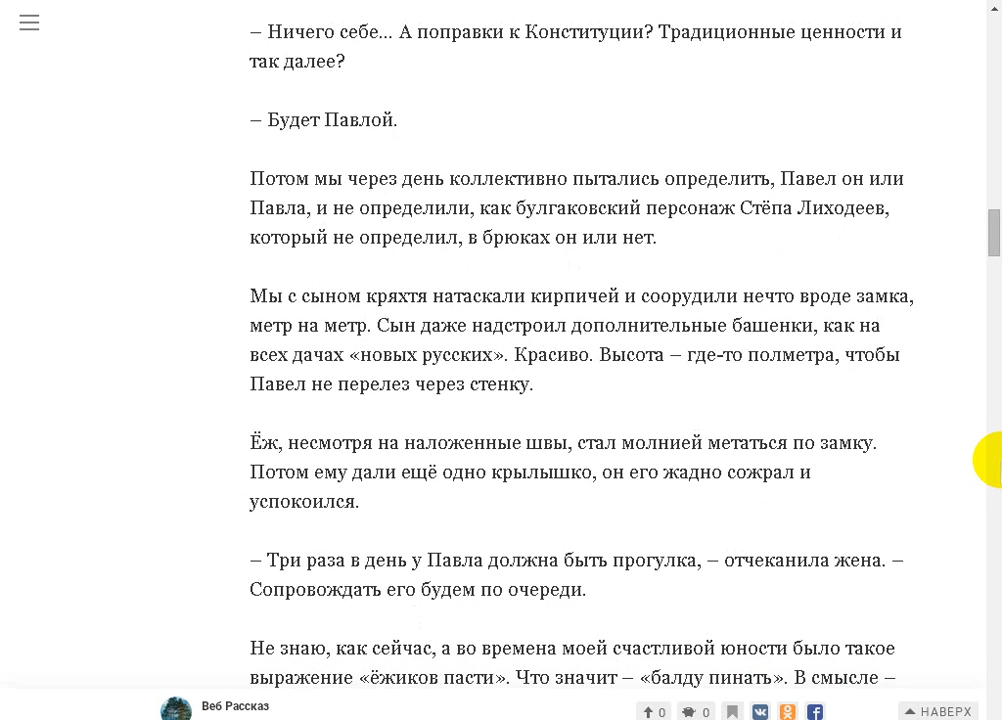 – Ничего себе... А поправки к Конституции? Традиционные ценности и
так далее?
– Будет Павлой.
Потом мы через день коллективно пытались определить, Павел он или
Павла, и не определили, как булгаковский персонаж Стёпа Лиходеев,
который не определил, в брюках он или нет.
Мы с сыном кряхтя натаскали кирпичей и соорудили нечто вроде замка,
метр на метр. Сын даже надстроил дополнительные башенки, как на
всех дачах «новых русских». Красиво. Высота – где-то полметра, чтобы
Павел не перелез через стенку.
Ёж, несмотря на наложенные швы, стал молнией метаться по замку.
Потом ему дали ещё одно крылышко, он его жадно сожрал и
успокоился.
– Три раза в день у Павла должна быть прогулка, – отчеканила жена. –
Сопровождать его будем по очереди.
Не знаю, как сейчас, а во времена моей счастливой юности было такое
выражение «ёжиков пасти». Что значит – «балду пинать». В смысле –
Веб Рассказ
0
0
НАВЕРХ